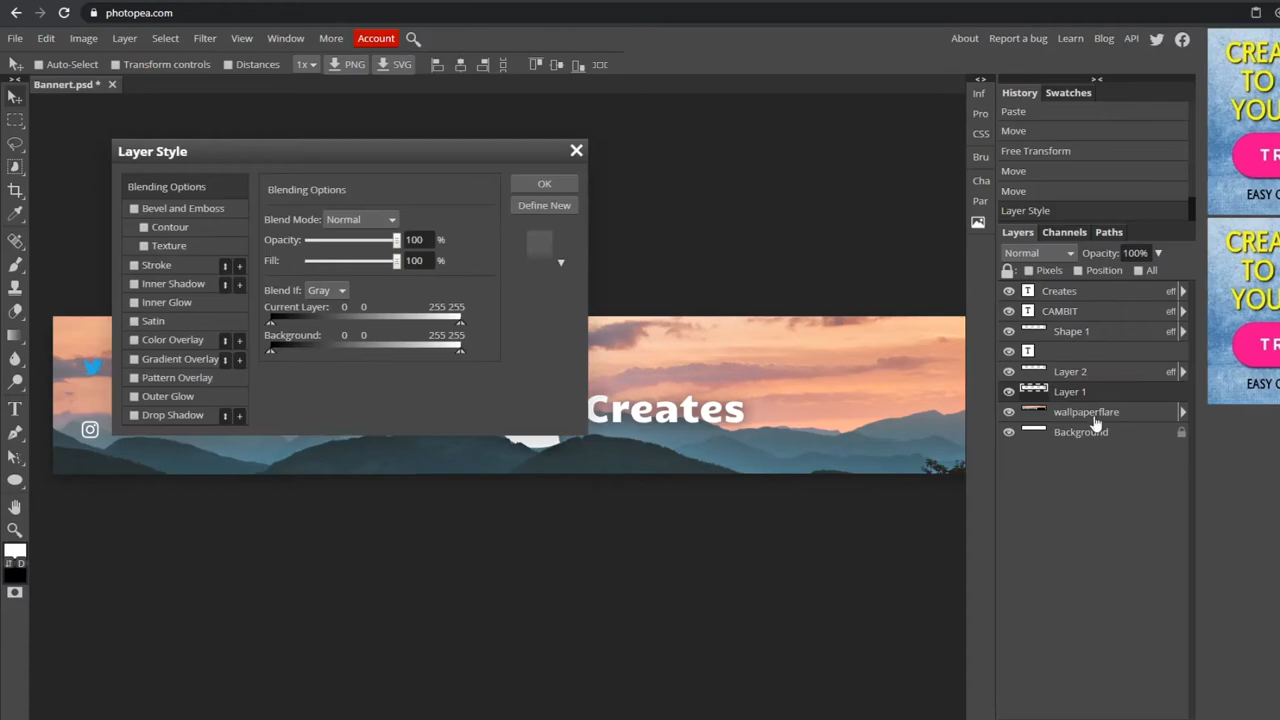 photopea.com
File Edit Image Layer Select Filter View Window More Account About Report a bug Learn Blog API
Auto-Select Transform controls Distances 1x PNG SVG
Bannert.psd *
Layer Style
Blending Options
Bevel and Emboss
Contour
Texture
Stroke
Inner Shadow
Inner Glow
Satin
Color Overlay
Gradient Overlay
Pattern Overlay
Outer Glow
Drop Shadow
Blending Options
Blend Mode: Normal
Opacity: 100 %
Fill: 100 %
Blend If: Gray
Current Layer: 0 0 255 255
Background: 0 0 255 255
OK
Define New
Creates
Inf
Pro
CSS
Bru
Cha
Par
History Swatches
Paste
Move
Free Transform
Move
Move
Layer Style
Layers Channels Paths
Normal Opacity: 100%
Pixels Position All
T Creates eff
T CAMBIT eff
Shape 1 eff
T
Layer 2 eff
Layer 1
wallpaperflare
Background
CREA
TO
YOU
TR
EASY C
CREA
TO
YOU
TR
EASY C